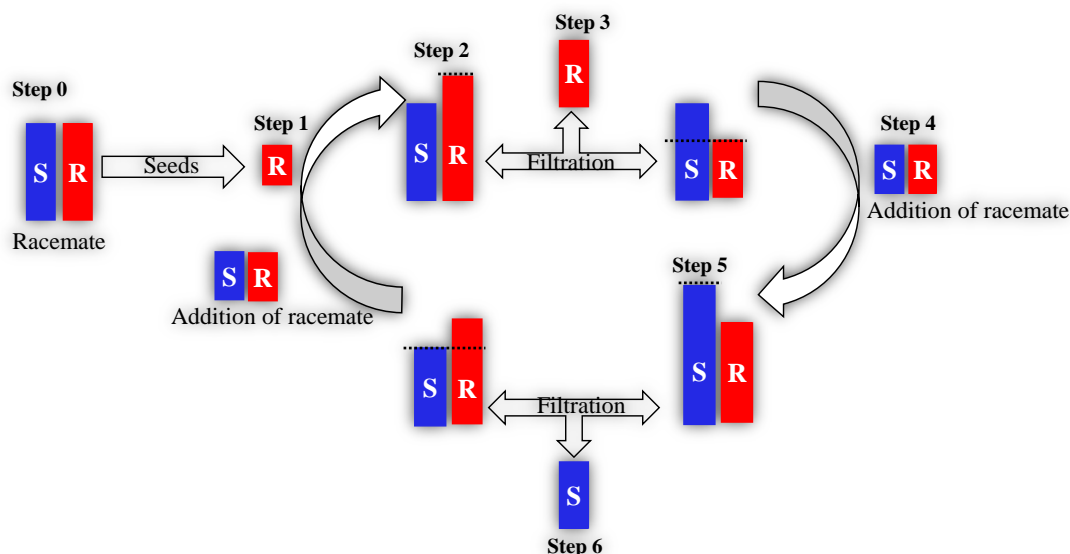 Step 3
Step 2
R
Step 0
Step 1
Step 4
S R
Seeds
R
S R
Filtration
S R
S R
Racemate
Addition of racemate
S R
Step 5
Addition of racemate
S R
S R
Filtration
S
Step 6